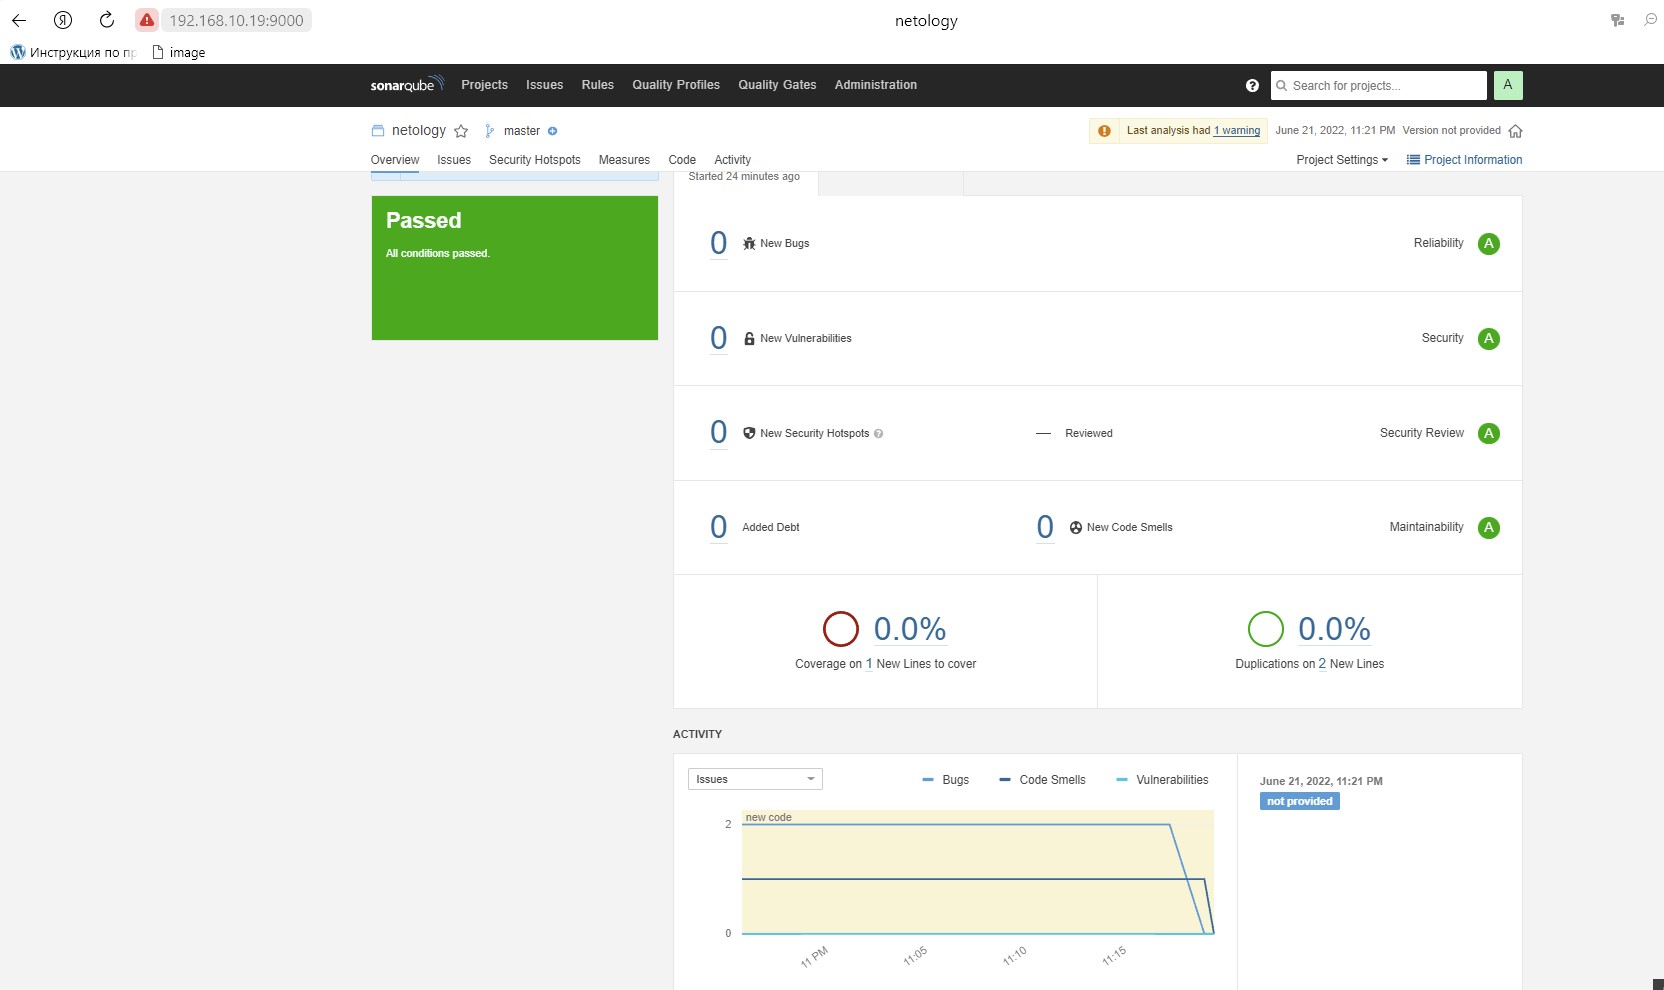 192.168.10.19:9000
netology
Инструкция по пр
image
sonarqube Projects Issues Rules Quality Profiles Quality Gates Administration
? Search for projects... A
netology master
Last analysis had 1 warning June 21, 2022, 11:21 PM Version not provided
Overview Issues Security Hotspots Measures Code Activity
Project Settings Project Information
Started 24 minutes ago
Passed
All conditions passed.
0 New Bugs Reliability A
0 New Vulnerabilities Security A
0 New Security Hotspots ? — Reviewed Security Review A
0 Added Debt 0 New Code Smells Maintainability A
0.0%
Coverage on 1 New Lines to cover
0.0%
Duplications on 2 New Lines
ACTIVITY
Issues
Bugs Code Smells Vulnerabilities
new code
2
0
11 PM 11:05 11:10 11:15
June 21, 2022, 11:21 PM
not provided